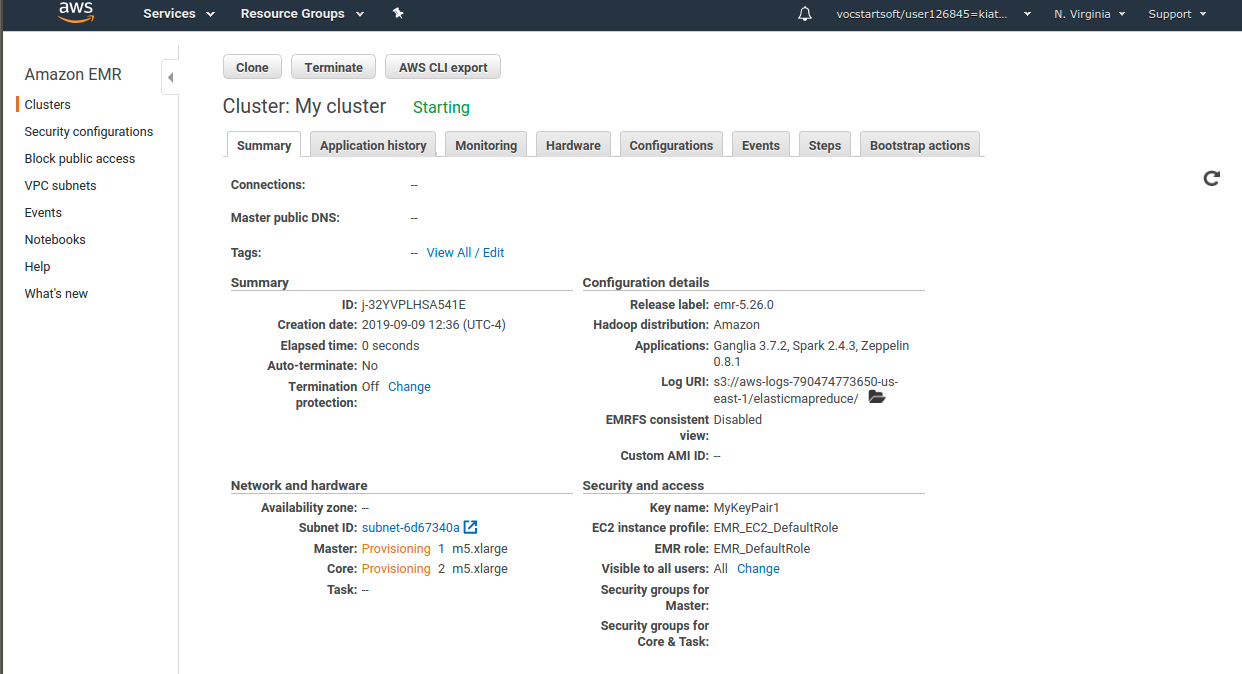 aws Services Resource Groups vocstartsoft/user126845=kiat... N. Virginia Support
Amazon EMR
Clusters
Security configurations
Block public access
VPC subnets
Events
Notebooks
Help
What's new
Clone Terminate AWS CLI export
Cluster: My cluster Starting
Summary Application history Monitoring Hardware Configurations Events Steps Bootstrap actions
Connections: --
Master public DNS: --
Tags: -- View All / Edit
Summary
ID: j-32YVPLHSA541E
Creation date: 2019-09-09 12:36 (UTC-4)
Elapsed time: 0 seconds
Auto-terminate: No
Termination Off Change
protection:
Configuration details
Release label: emr-5.26.0
Hadoop distribution: Amazon
Applications: Ganglia 3.7.2, Spark 2.4.3, Zeppelin
0.8.1
Log URI: s3://aws-logs-790474773650-us-
east-1/elasticmapreduce/
EMRFS consistent Disabled
view:
Custom AMI ID: --
Network and hardware
Availability zone: --
Subnet ID: subnet-6d67340a
Master: Provisioning 1 m5.xlarge
Core: Provisioning 2 m5.xlarge
Task: --
Security and access
Key name: MyKeyPair1
EC2 instance profile: EMR_EC2_DefaultRole
EMR role: EMR_DefaultRole
Visible to all users: All Change
Security groups for
Master:
Security groups for
Core & Task: